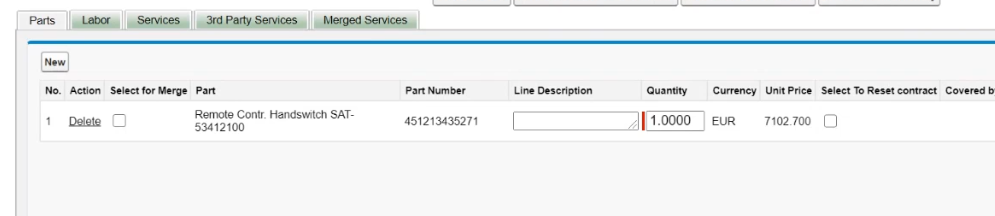 Parts Labor Services 3rd Party Services Merged Services
New
No. Action Select for Merge Part Part Number Line Description Quantity Currency Unit Price Select To Reset contract Covered b
1 Delete Remote Contr. Handswitch SAT-
53412100 451213435271 1.0000 EUR 7102.700